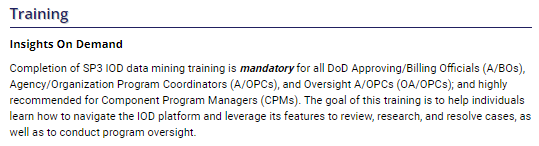 Training
Insights On Demand
Completion of SP3 IOD data mining training is mandatory for all DoD Approving/Billing Officials (A/BOs),
Agency/Organization Program Coordinators (A/OPCs), and Oversight A/OPCs (OA/OPCs); and highly
recommended for Component Program Managers (CPMs). The goal of this training is to help individuals
learn how to navigate the IOD platform and leverage its features to review, research, and resolve cases, as
well as to conduct program oversight.